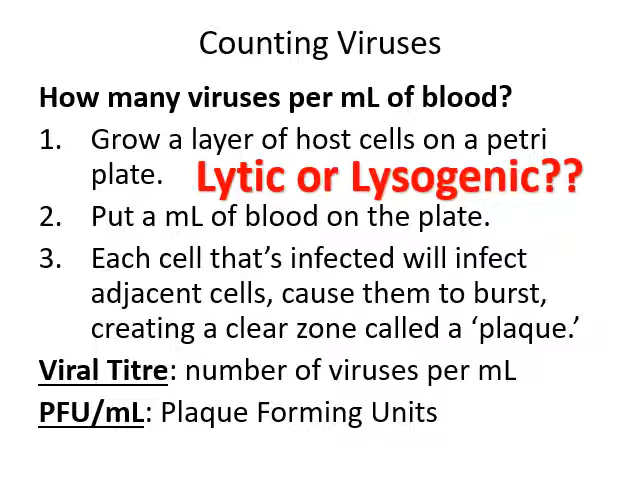 Counting Viruses
How many viruses per mL of blood?
1. Grow a layer of host cells on a petri
plate.
Lytic or Lysogenic??
2. Put a mL of blood on the plate.
3. Each cell that’s infected will infect
adjacent cells, cause them to burst,
creating a clear zone called a ‘plaque.’
Viral Titre: number of viruses per mL
PFU/mL: Plaque Forming Units